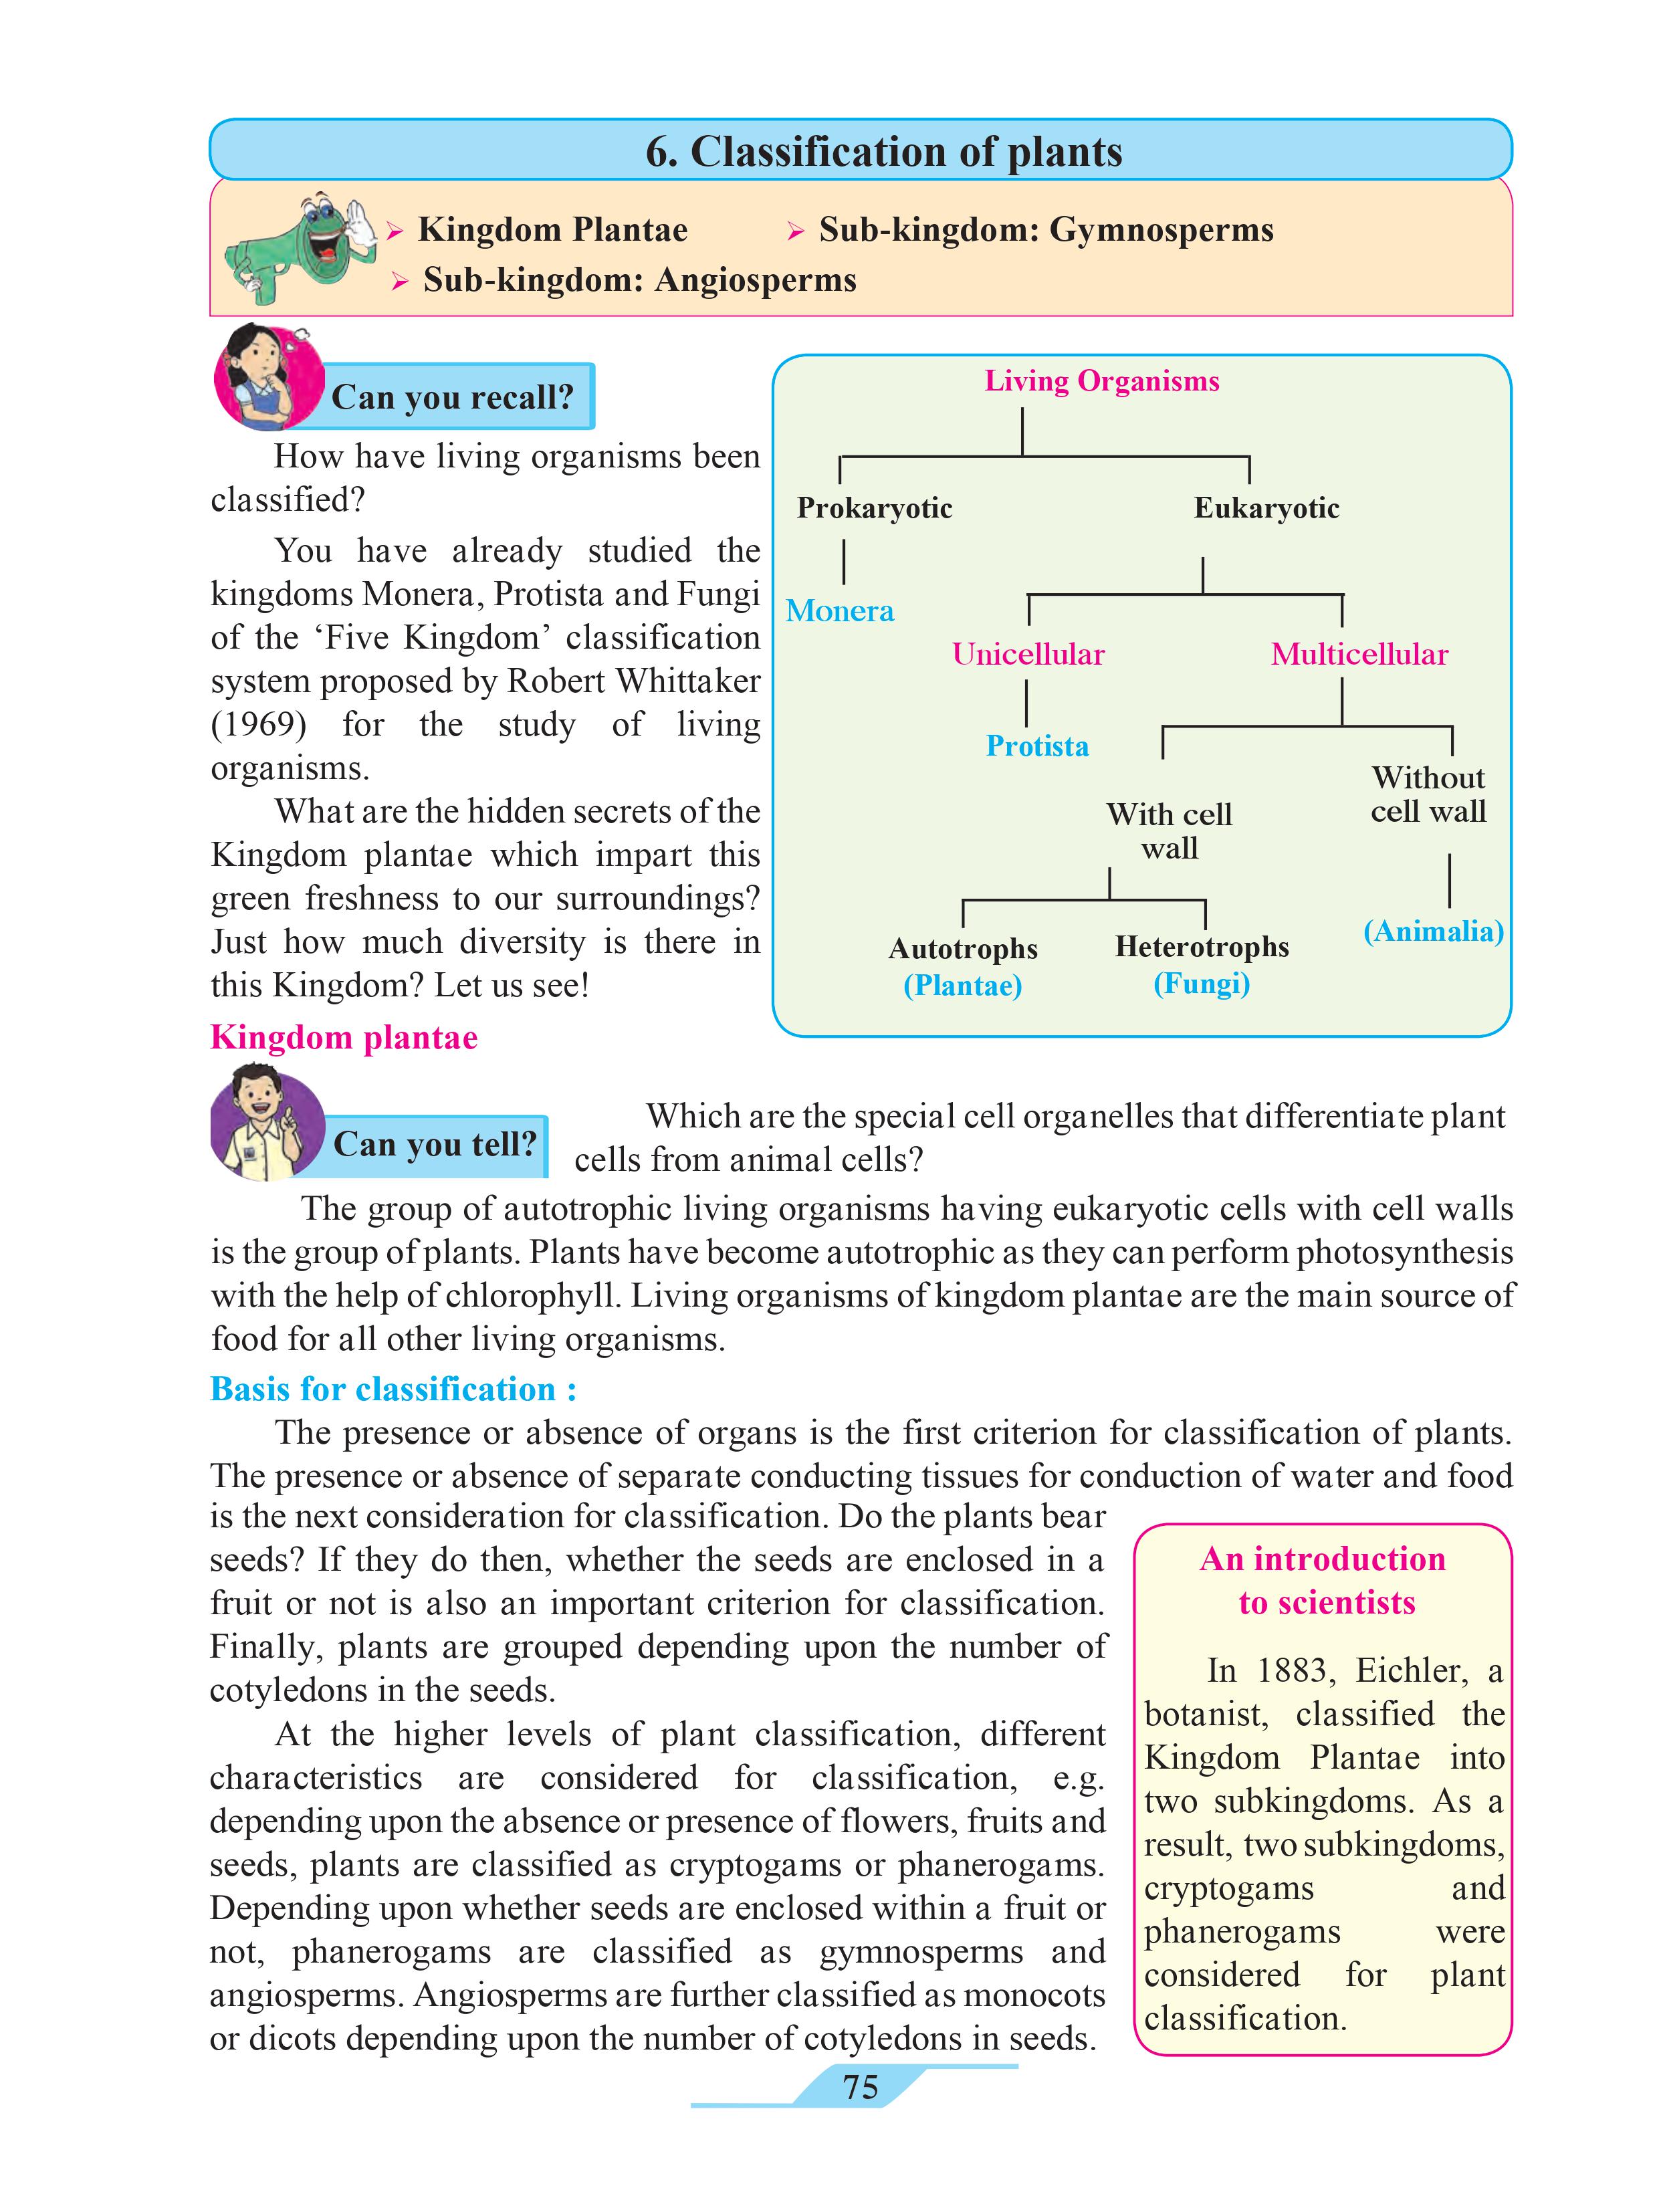 6. Classification of plants
➢ Kingdom Plantae ➢ Sub-kingdom: Gymnosperms
➢ Sub-kingdom: Angiosperms
Can you recall?
How have living organisms been
classified?
You have already studied the
kingdoms Monera, Protista and Fungi
of the ‘Five Kingdom’ classification
system proposed by Robert Whittaker
(1969) for the study of living
organisms.
What are the hidden secrets of the
Kingdom plantae which impart this
green freshness to our surroundings?
Just how much diversity is there in
this Kingdom? Let us see!
Living Organisms
Prokaryotic Eukaryotic
Monera
Unicellular Multicellular
Protista
Without
cell wall
With cell
wall
(Animalia)
Autotrophs Heterotrophs
(Plantae) (Fungi)
Kingdom plantae
Can you tell?
Which are the special cell organelles that differentiate plant
cells from animal cells?
The group of autotrophic living organisms having eukaryotic cells with cell walls
is the group of plants. Plants have become autotrophic as they can perform photosynthesis
with the help of chlorophyll. Living organisms of kingdom plantae are the main source of
food for all other living organisms.
Basis for classification :
The presence or absence of organs is the first criterion for classification of plants.
The presence or absence of separate conducting tissues for conduction of water and food
is the next consideration for classification. Do the plants bear
seeds? If they do then, whether the seeds are enclosed in a
fruit or not is also an important criterion for classification.
Finally, plants are grouped depending upon the number of
cotyledons in the seeds.
At the higher levels of plant classification, different
characteristics are considered for classification, e.g.
depending upon the absence or presence of flowers, fruits and
seeds, plants are classified as cryptogams or phanerogams.
Depending upon whether seeds are enclosed within a fruit or
not, phanerogams are classified as gymnosperms and
angiosperms. Angiosperms are further classified as monocots
or dicots depending upon the number of cotyledons in seeds.
An introduction
to scientists
In 1883, Eichler, a
botanist, classified the
Kingdom Plantae into
two subkingdoms. As a
result, two subkingdoms,
cryptogams and
phanerogams were
considered for plant
classification.
75